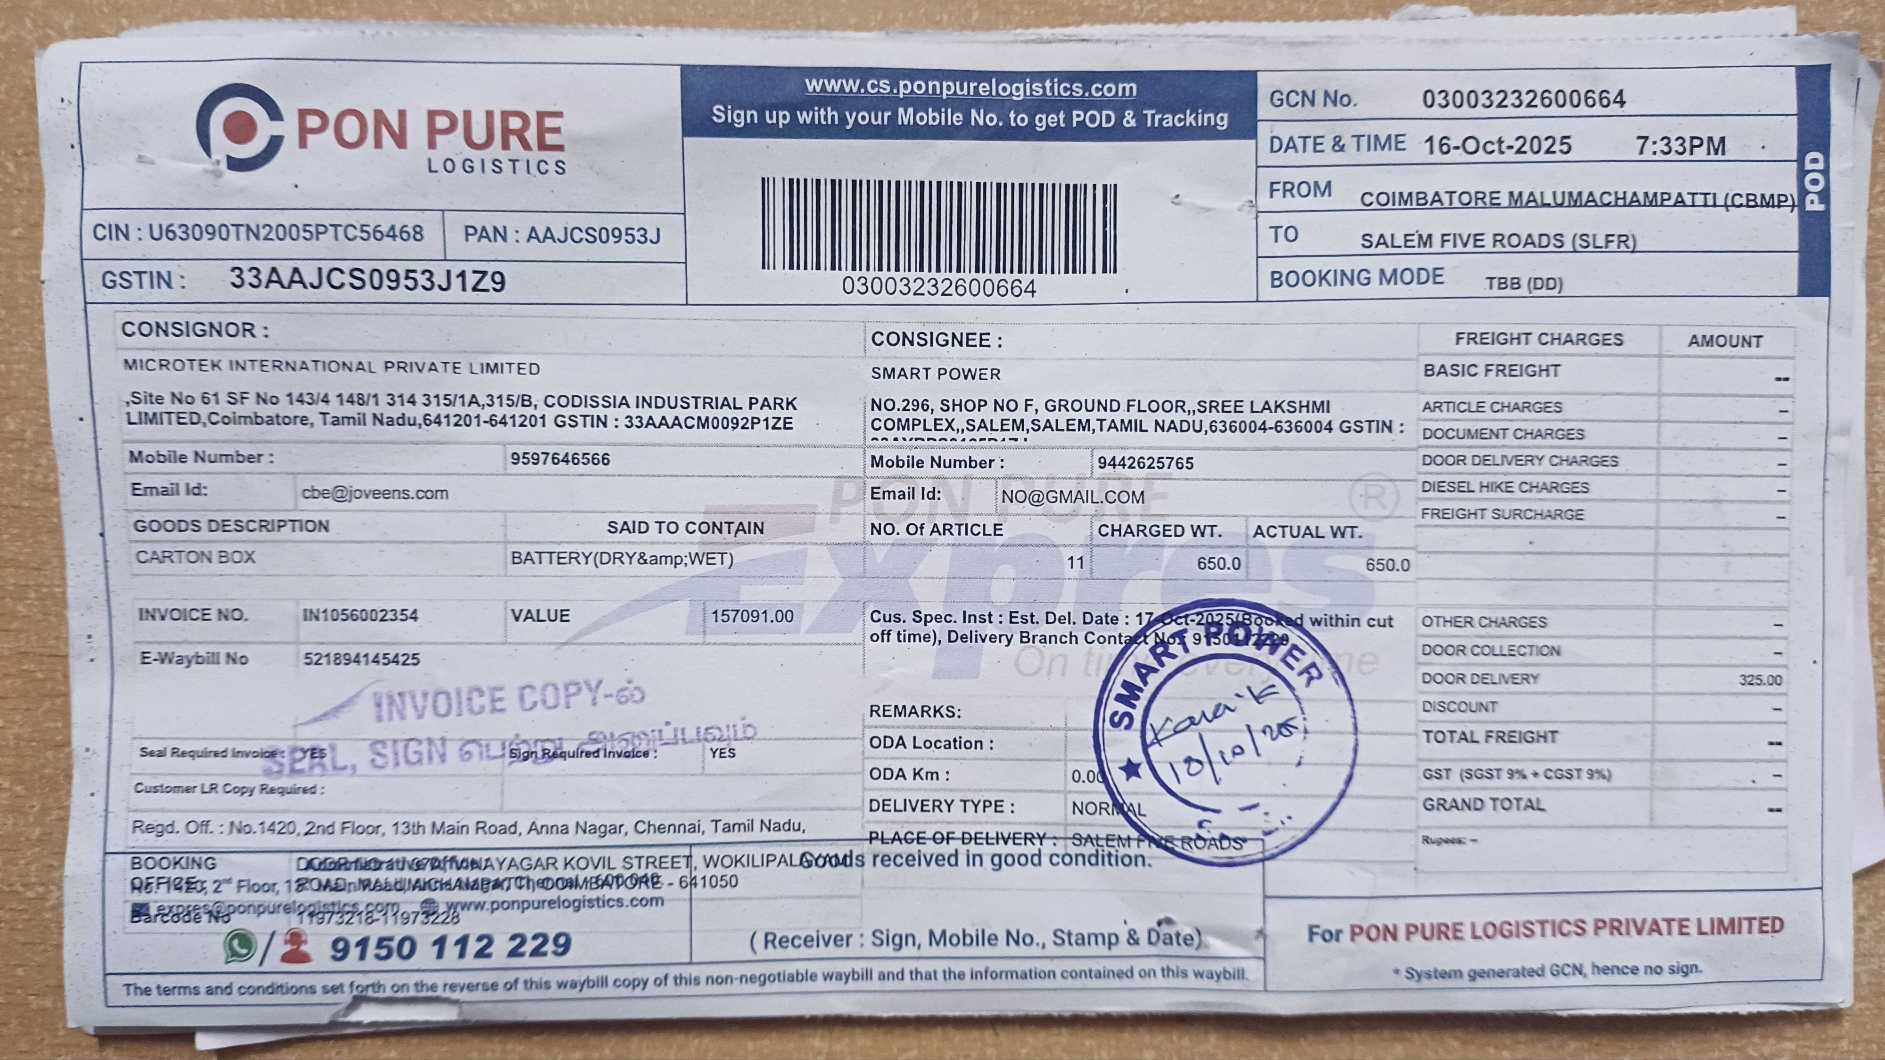 PON PURE
LOGISTICS
www.cs.ponpurelogistics.com
Sign up with your Mobile No. to get POD & Tracking
03003232600664
GCN No. 03003232600664
DATE & TIME 16-Oct-2025 7:33PM
FROM COIMBATORE MALUMACHAMPATTI (CBMP)
TO SALEM FIVE ROADS (SLFR)
BOOKING MODE TBB (DD)
POD
CIN : U63090TN2005PTC56468 PAN : AAJCS0953J
GSTIN : 33AAJCS0953J1Z9
CONSIGNOR :
MICROTEK INTERNATIONAL PRIVATE LIMITED
,Site No 61 SF No 143/4 148/1 314 315/1A,315/B, CODISSIA INDUSTRIAL PARK
LIMITED,Coimbatore, Tamil Nadu,641201-641201 GSTIN : 33AAACM0092P1ZE
Mobile Number : 9597646566
Email Id: cbe@joveens.com
CONSIGNEE :
SMART POWER
NO.296, SHOP NO F, GROUND FLOOR,,SREE LAKSHMI
COMPLEX,,SALEM,SALEM,TAMIL NADU,636004-636004 GSTIN :
Mobile Number : 9442625765
Email Id: NO@GMAIL.COM
GOODS DESCRIPTION SAID TO CONTAIN NO. Of ARTICLE CHARGED WT. ACTUAL WT.
CARTON BOX BATTERY(DRY&amp;WET) 11 650.0 650.0
PON PURE ®
Expres
INVOICE NO. IN1056002354 VALUE 157091.00
E-Waybill No 521894145425
Cus. Spec. Inst : Est. Del. Date : 17-Oct-2025(Booked within cut
off time), Delivery Branch Contact No:
INVOICE COPY-ல்
SEAL, SIGN பெற்று அனுப்பவும்
Seal Required Invoice : YES Sign Required Invoice : YES
Customer LR Copy Required :
REMARKS:
ODA Location :
ODA Km : 0.00
DELIVERY TYPE : NORMAL
PLACE OF DELIVERY : SALEM FIVE ROADS
SMART POWER
18/10/25
FREIGHT CHARGES AMOUNT
BASIC FREIGHT --
ARTICLE CHARGES -
DOCUMENT CHARGES -
DOOR DELIVERY CHARGES -
DIESEL HIKE CHARGES -
FREIGHT SURCHARGE -
OTHER CHARGES -
DOOR COLLECTION -
DOOR DELIVERY 325.00
DISCOUNT -
TOTAL FREIGHT --
GST (SGST 9% + CGST 9%) -
GRAND TOTAL --
Rupees: --
Regd. Off. : No.1420, 2nd Floor, 13th Main Road, Anna Nagar, Chennai, Tamil Nadu,
BOOKING OFFICE: VINAYAGAR KOVIL STREET, WOKILIPALAYAM
ROAD, MALUMICHAMPATTI, COIMBATORE - 641050
expres@ponpurelogistics.com www.ponpurelogistics.com
Barcode No 11973218-11973228
9150 112 229
Goods received in good condition.
( Receiver : Sign, Mobile No., Stamp & Date)
For PON PURE LOGISTICS PRIVATE LIMITED
* System generated GCN, hence no sign.
The terms and conditions set forth on the reverse of this waybill copy of this non-negotiable waybill and that the information contained on this waybill.